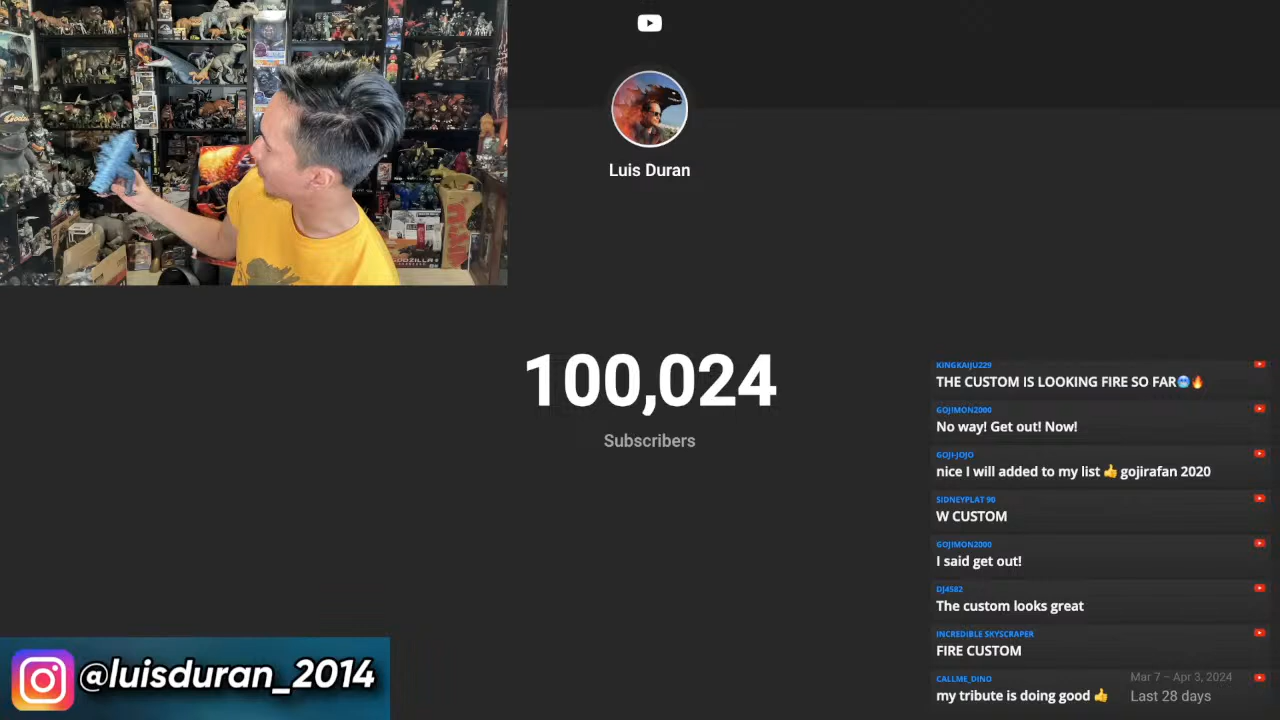 Luis Duran
100,024
Subscribers
KINGKAIJU229
THE CUSTOM IS LOOKING FIRE SO FAR🥶🔥
GOJIMON2000
No way! Get out! Now!
GOJI-JOJO
nice I will added to my list 👍 gojirafan 2020
SIDNEYPLAT 90
W CUSTOM
GOJIMON2000
I said get out!
DJ4582
The custom looks great
INCREDIBLE SKYSCRAPER
FIRE CUSTOM
CALLME_DINO
my tribute is doing good 👍
Mar 7 – Apr 3, 2024
Last 28 days
@luisduran_2014
GODZILLA